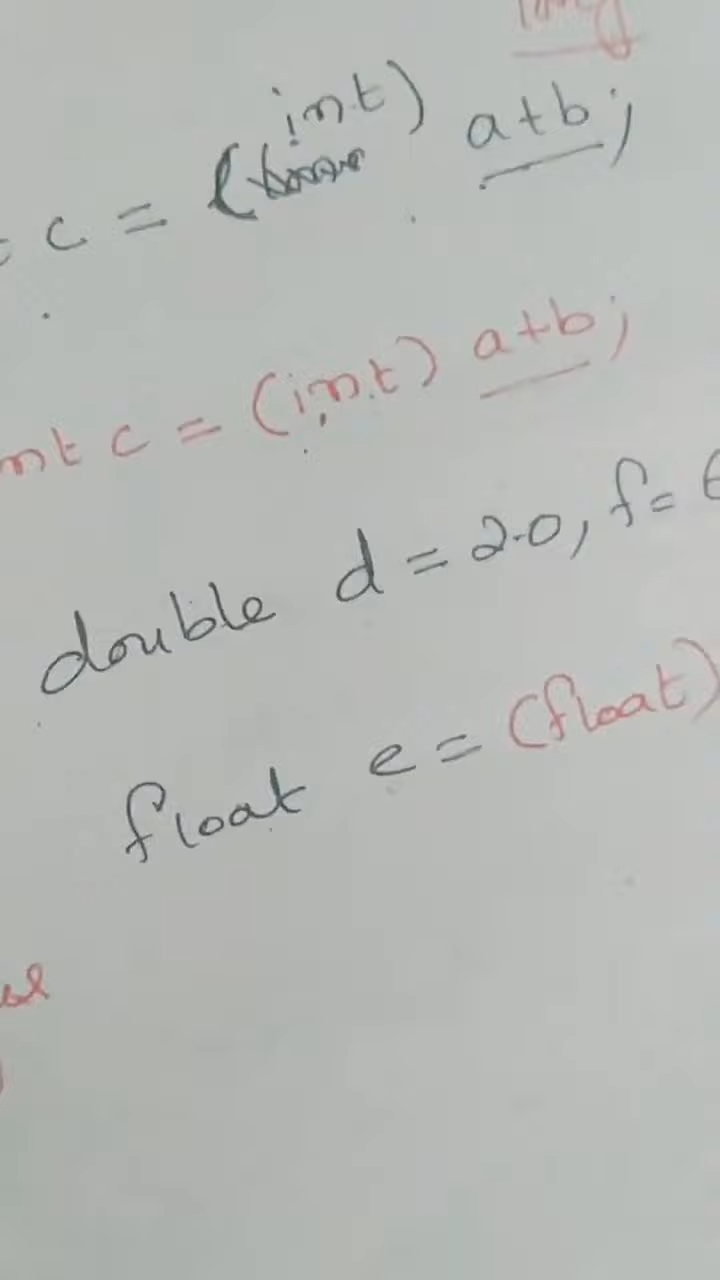 c = (int) a+b;
int c = (int) a+b;
double d = 2.0, f=
float e = (float)